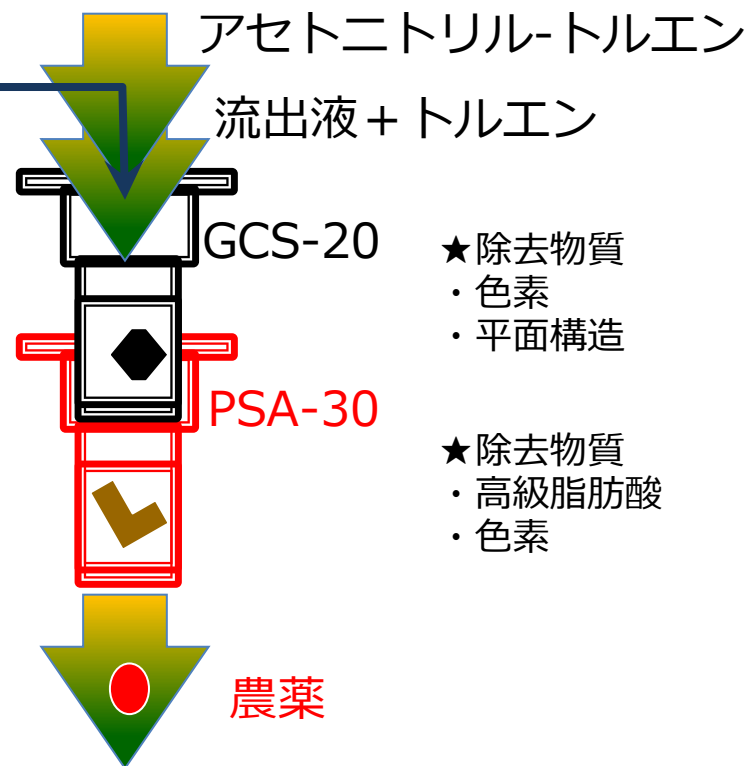 アセトニトリル-トルエン
流出液+トルエン
GCS-20
★除去物質
・色素
・平面構造
PSA-30
★除去物質
・高級脂肪酸
・色素
農薬